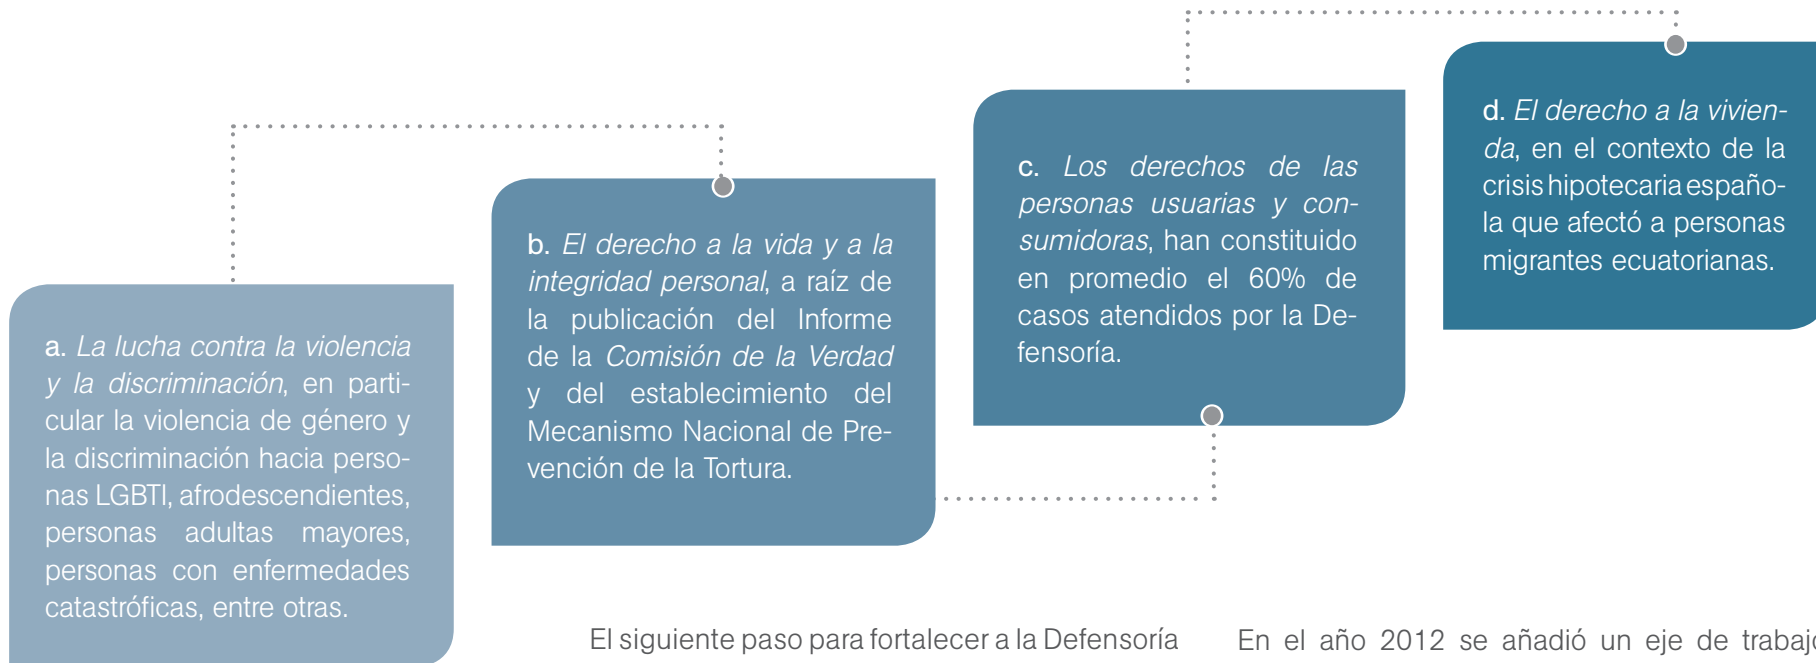 a. La lucha contra la violencia
y la discriminación, en parti-
cular la violencia de género y
la discriminación hacia perso-
nas LGBTI, afrodescendientes,
personas adultas mayores,
personas con enfermedades
catastróficas, entre otras.
b. El derecho a la vida y a la
integridad personal, a raíz de
la publicación del Informe
de la Comisión de la Verdad
y del establecimiento del
Mecanismo Nacional de Pre-
vención de la Tortura.
c. Los derechos de las
personas usuarias y con-
sumidoras, han constituido
en promedio el 60% de
casos atendidos por la De-
fensoría.
d. El derecho a la vivien-
da, en el contexto de la
crisis hipotecaria españo-
la que afectó a personas
migrantes ecuatorianas.
El siguiente paso para fortalecer a la Defensoría
En el año 2012 se añadió un eje de trabajo